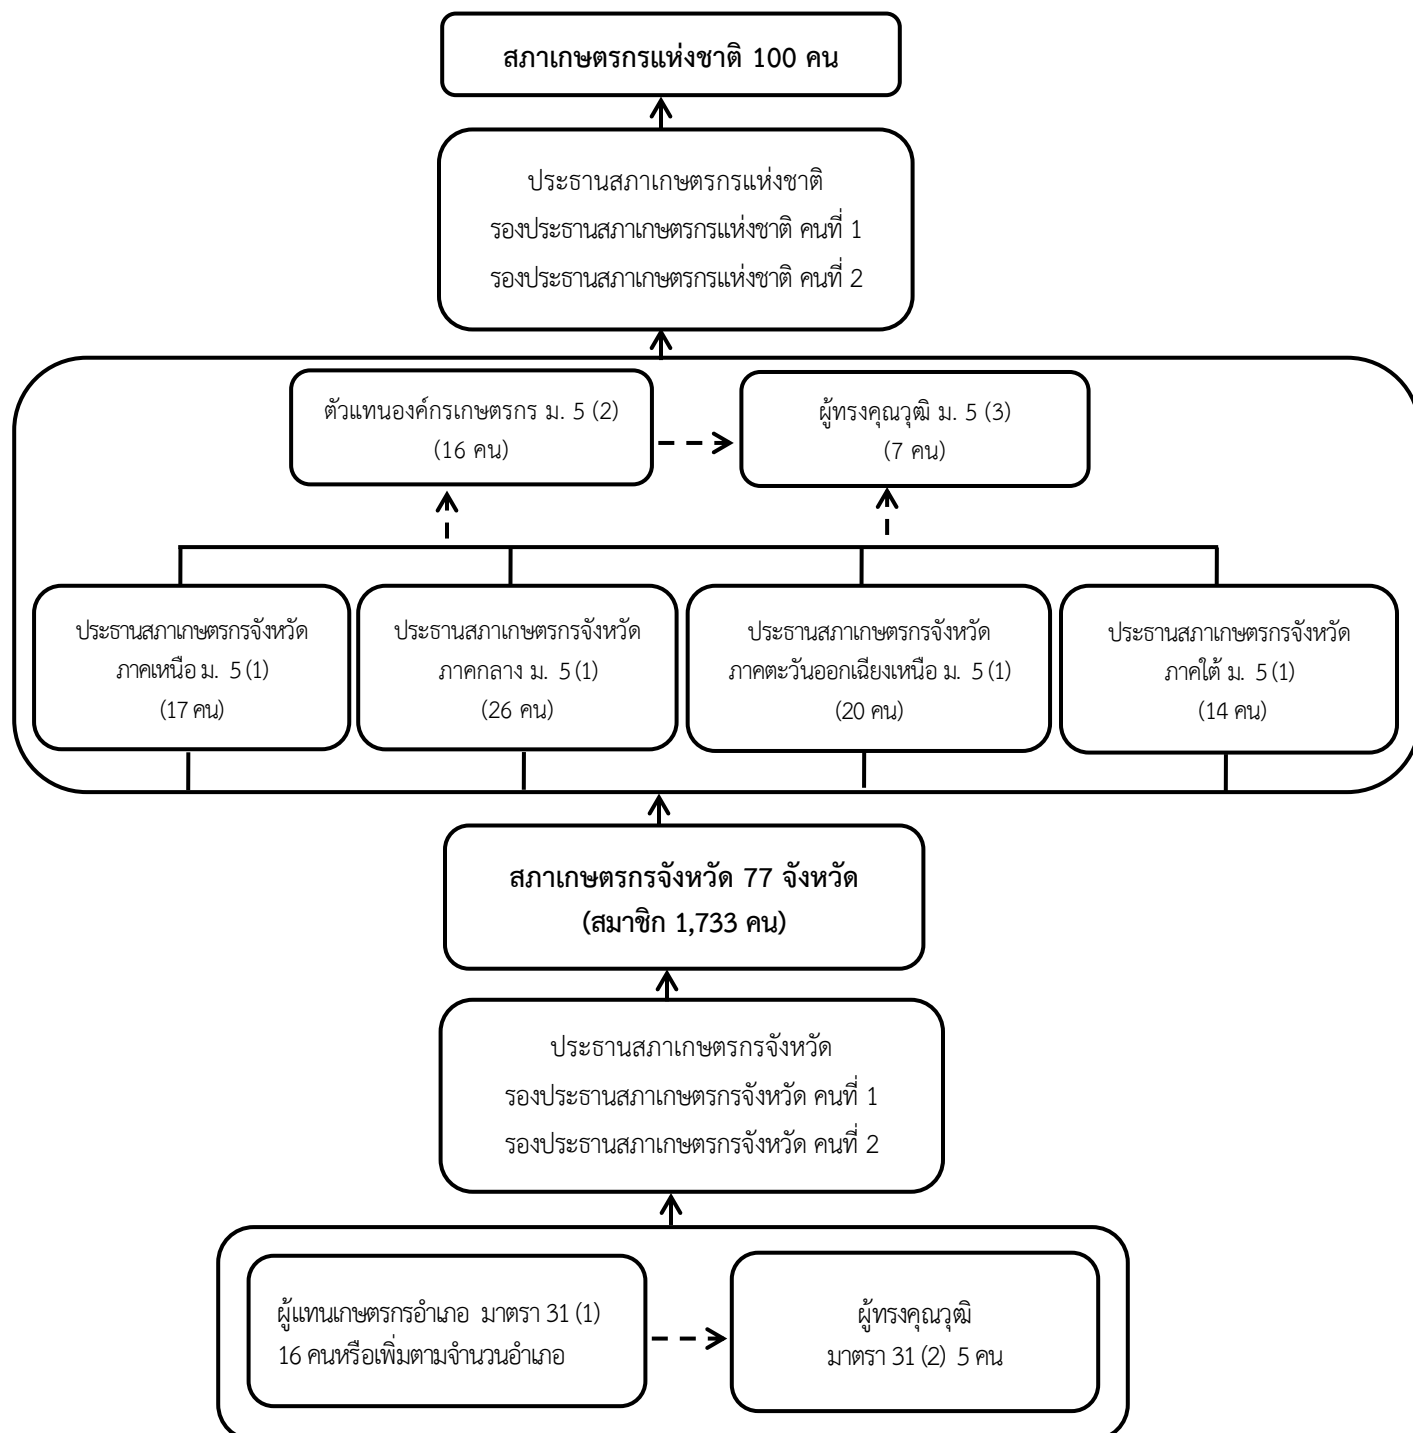 สภาเกษตรกรแห่งชาติ 100 คน
ประธานสภาเกษตรกรแห่งชาติ
รองประธานสภาเกษตรกรแห่งชาติ คนที่ 1
รองประธานสภาเกษตรกรแห่งชาติ คนที่ 2
ตัวแทนองค์กรเกษตรกร ม. 5 (2)
(16 คน)
ผู้ทรงคุณวุฒิ ม. 5 (3)
(7 คน)
ประธานสภาเกษตรกรจังหวัด
ภาคเหนือ ม. 5 (1)
(17 คน)
ประธานสภาเกษตรกรจังหวัด
ภาคกลาง ม. 5 (1)
(26 คน)
ประธานสภาเกษตรกรจังหวัด
ภาคตะวันออกเฉียงเหนือ ม. 5 (1)
(20 คน)
ประธานสภาเกษตรกรจังหวัด
ภาคใต้ ม. 5 (1)
(14 คน)
สภาเกษตรกรจังหวัด 77 จังหวัด
(สมาชิก 1,733 คน)
ประธานสภาเกษตรกรจังหวัด
รองประธานสภาเกษตรกรจังหวัด คนที่ 1
รองประธานสภาเกษตรกรจังหวัด คนที่ 2
ผู้แทนเกษตรกรอำเภอ มาตรา 31 (1)
16 คนหรือเพิ่มตามจำนวนอำเภอ
ผู้ทรงคุณวุฒิ
มาตรา 31 (2) 5 คน